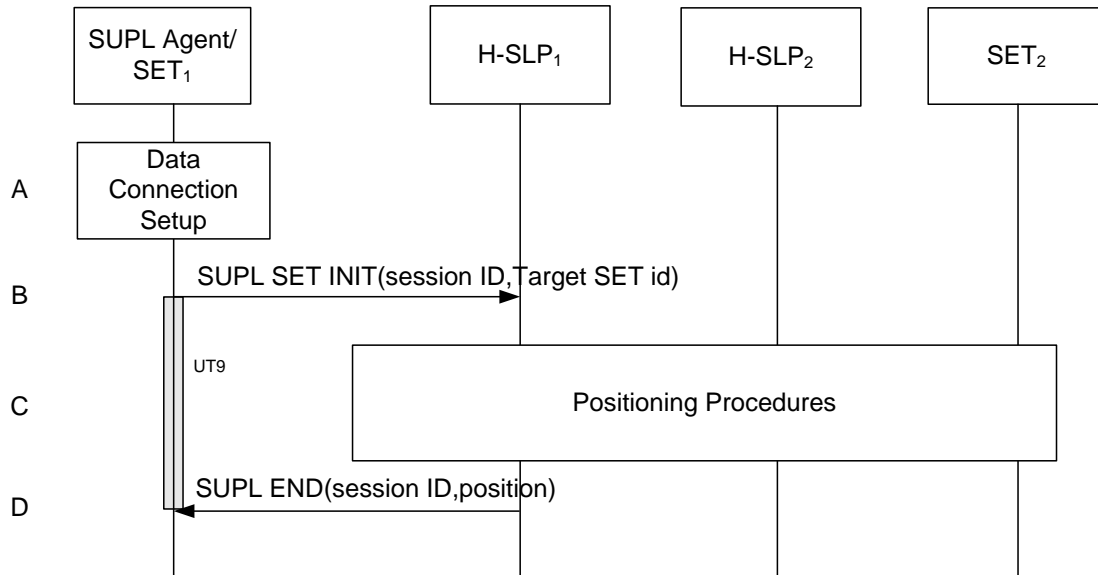 SUPL Agent/
SET₁
H-SLP₁
H-SLP₂
SET₂
A
Data
Connection
Setup
B
SUPL SET INIT(session ID,Target SET id)
UT9
C
Positioning Procedures
D
SUPL END(session ID,position)